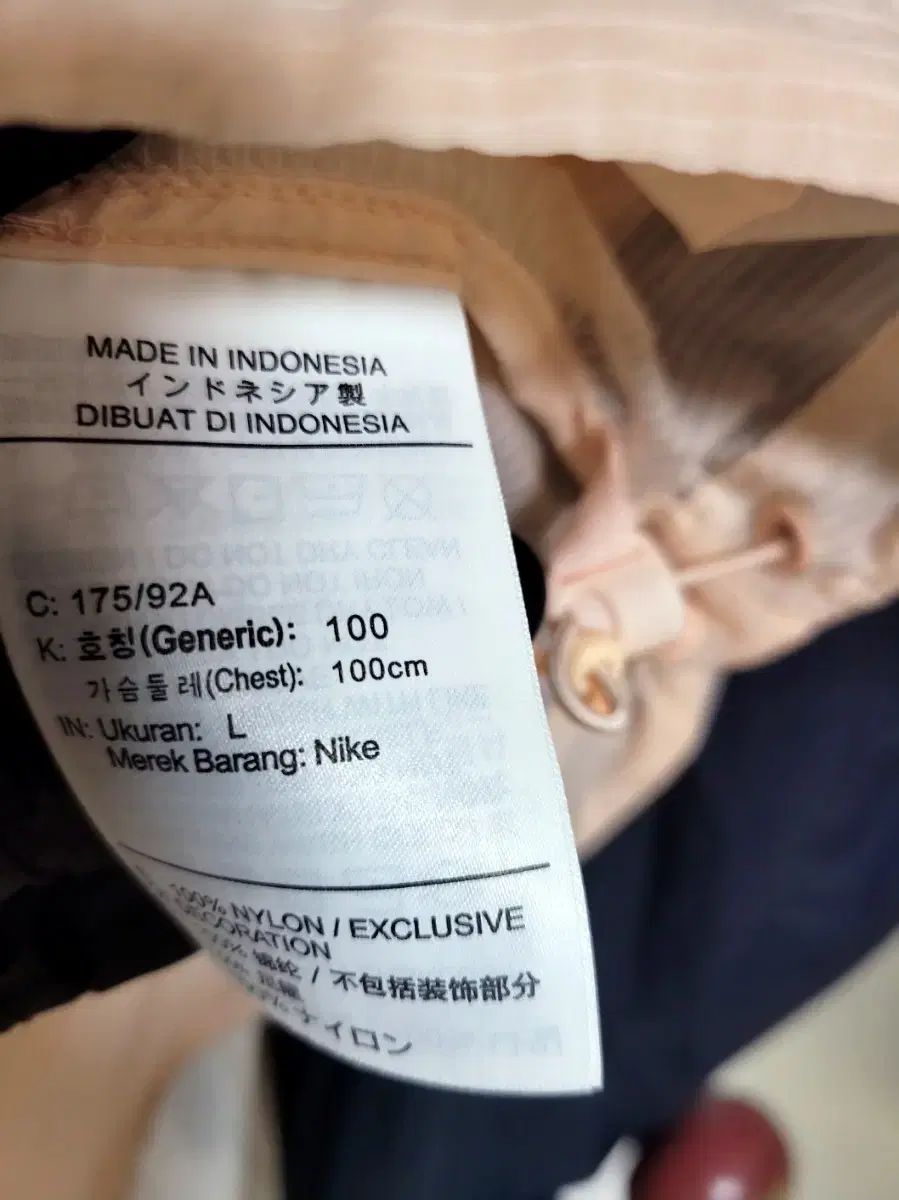 MADE IN INDONESIA
インドネシア製
DIBUAT DI INDONESIA
C: 175/92A
K: 호칭(Generic): 100
가슴둘레(Chest): 100cm
IN: Ukuran: L
Merek Barang: Nike
100% NYLON / EXCLUSIVE
DECORATION
锦纶 / 不包括装饰部分
ナイロン